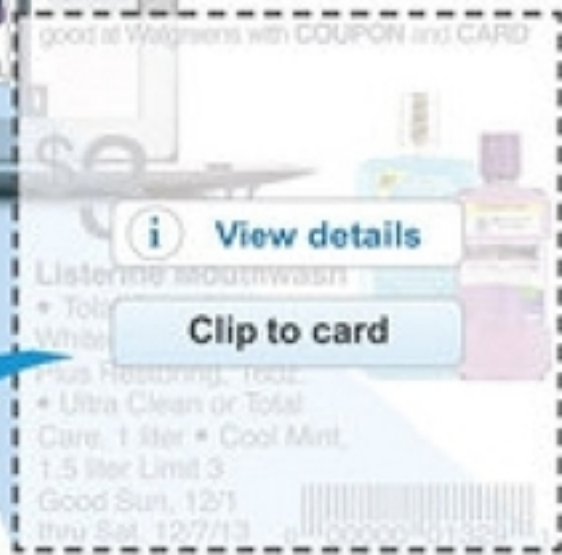 good at Walgreens with COUPON and CARD
i View details
Listerine Mouthwash
Clip to card
Plus Restoring, 16oz.
• Ultra Clean or Total
Care, 1 liter • Cool Mint,
1.5 liter Limit 3
Good Sun, 12/1
thru Sat, 12/7/13